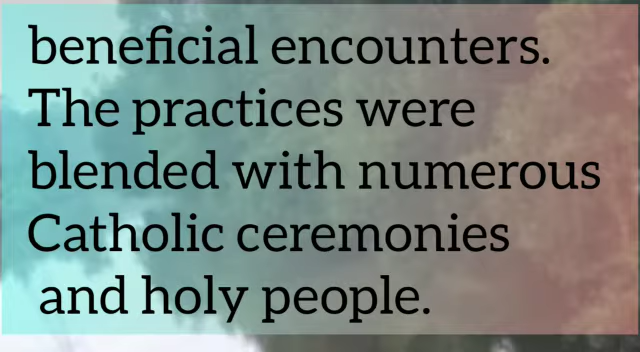 beneficial encounters.
The practices were
blended with numerous
Catholic ceremonies
and holy people.